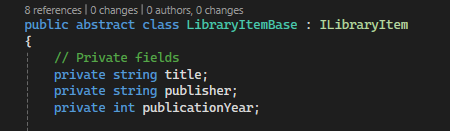 8 references | 0 changes | 0 authors, 0 changes
public abstract class LibraryItemBase : ILibraryItem
{
// Private fields
private string title;
private string publisher;
private int publicationYear;